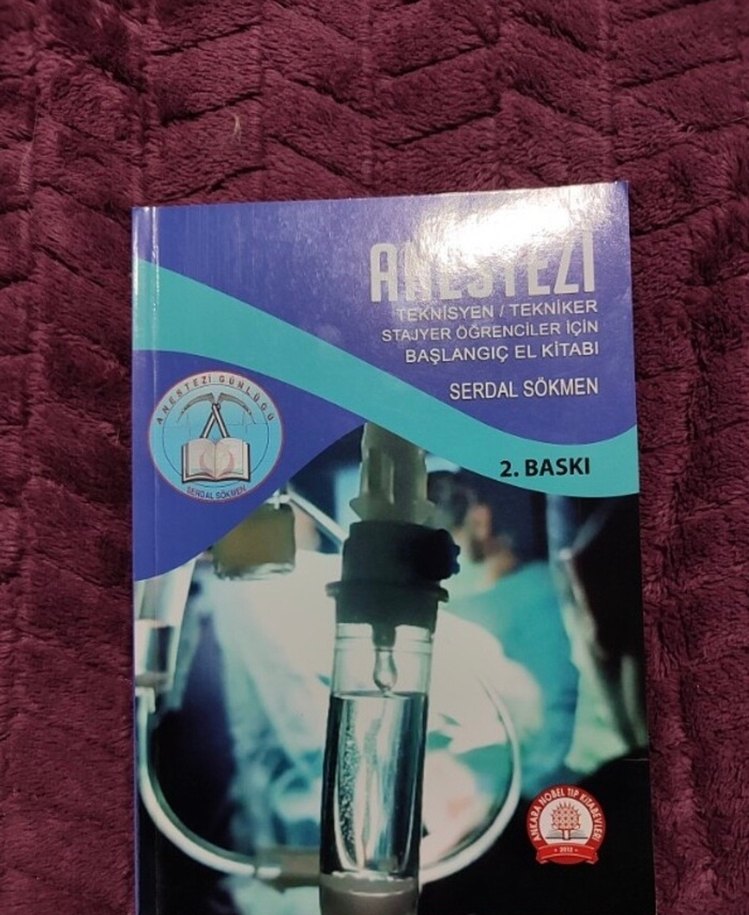 ANESTEZİ
TEKNİSYEN / TEKNİKER
STAJYER ÖĞRENCİLER İÇİN
BAŞLANGIÇ EL KİTABI
SERDAL SÖKMEN
2. BASKI
ANESTEZİ GÜNLÜĞÜ
SERDAL SÖKMEN
ANKARA NOBEL TIP KİTABEVLERİ
2012